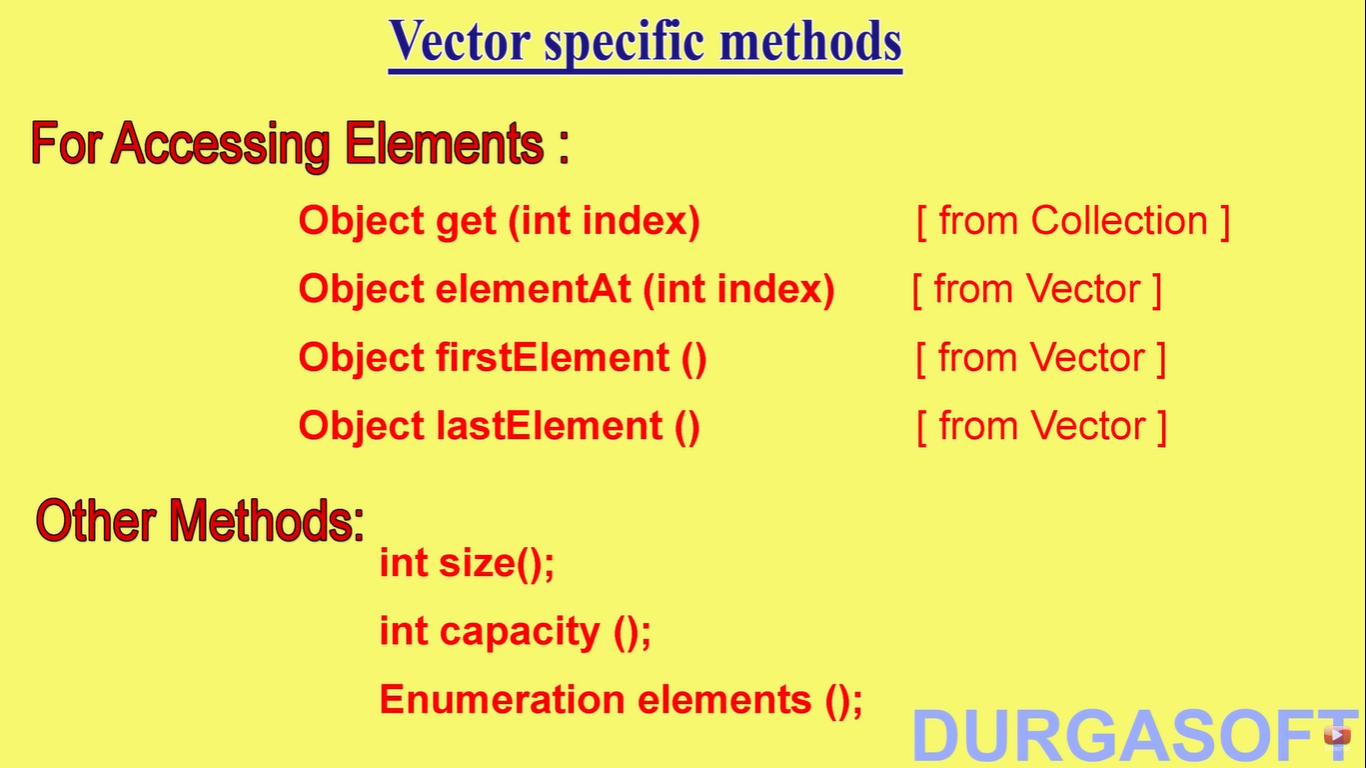 Vector specific methods
For Accessing Elements :
Object get (int index) [ from Collection ]
Object elementAt (int index) [ from Vector ]
Object firstElement () [ from Vector ]
Object lastElement () [ from Vector ]
Other Methods:
int size();
int capacity ();
Enumeration elements ();
DURGASOFT